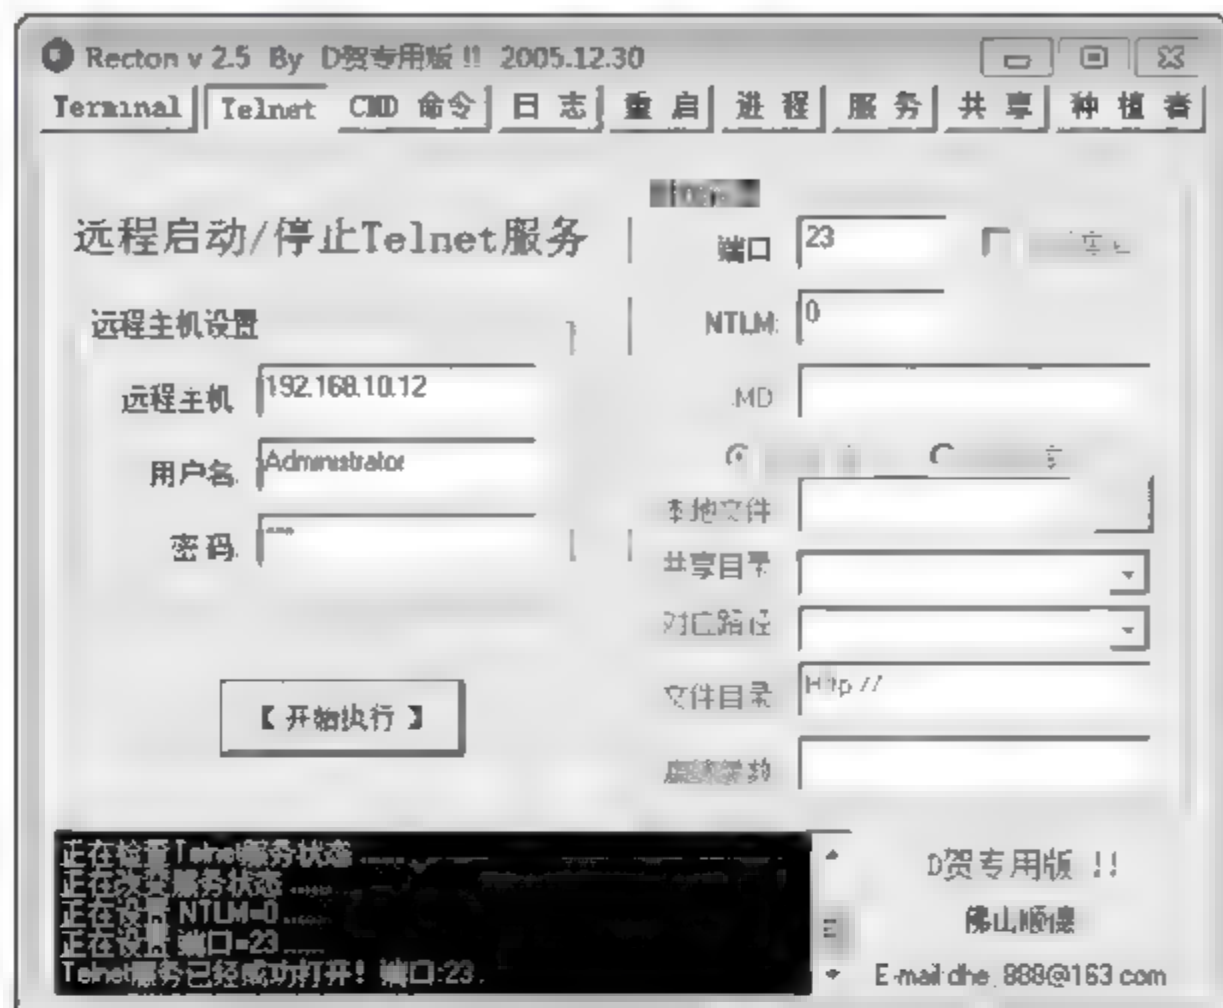 Recton v 2.5 By D贺专用版 !! 2005.12.30
Terminal Telnet CMD 命令 日 志 重 启 进 程 服 务 共 享 种 植 者
远程启动/停止Telnet服务
远程主机设置
远程主机 192.168.10.12
用户名 Administrator
密码
【 开始执行 】
端口 23
NTLM: 0
MD
本地文件
共享目录
对应路径
文件目录 Http://
正在检查Telnet服务状态......
正在改变服务状态......
正在设置 NTLM=0......
正在设置 端口=23......
Telnet服务已经成功打开! 端口:23.
D贺专用版 !!
佛山顺德
E-mail:dhe_888@163.com